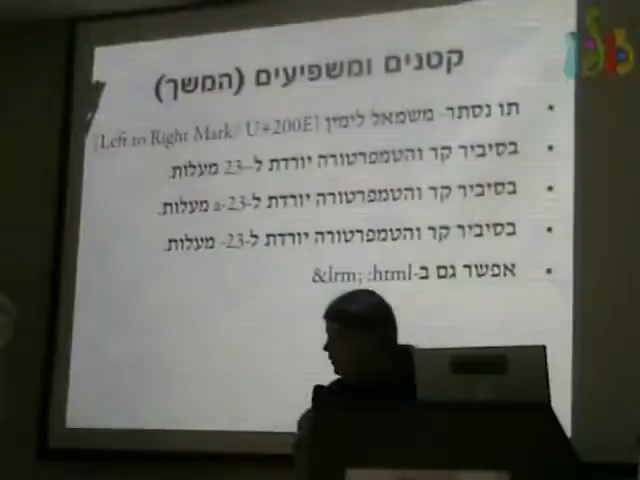 קטנים ומשפיעים (המשך)
• תו נסתר- משמאל לימין (Left to Right Mark/ U+200E)
• בסיביר קר והטמפרטורה יורדת ל–23 מעלות.
• בסיביר קר והטמפרטורה יורדת ל-23-a מעלות.
• בסיביר קר והטמפרטורה יורדת ל-23- מעלות.
• אפשר גם ב-html: &lrm;